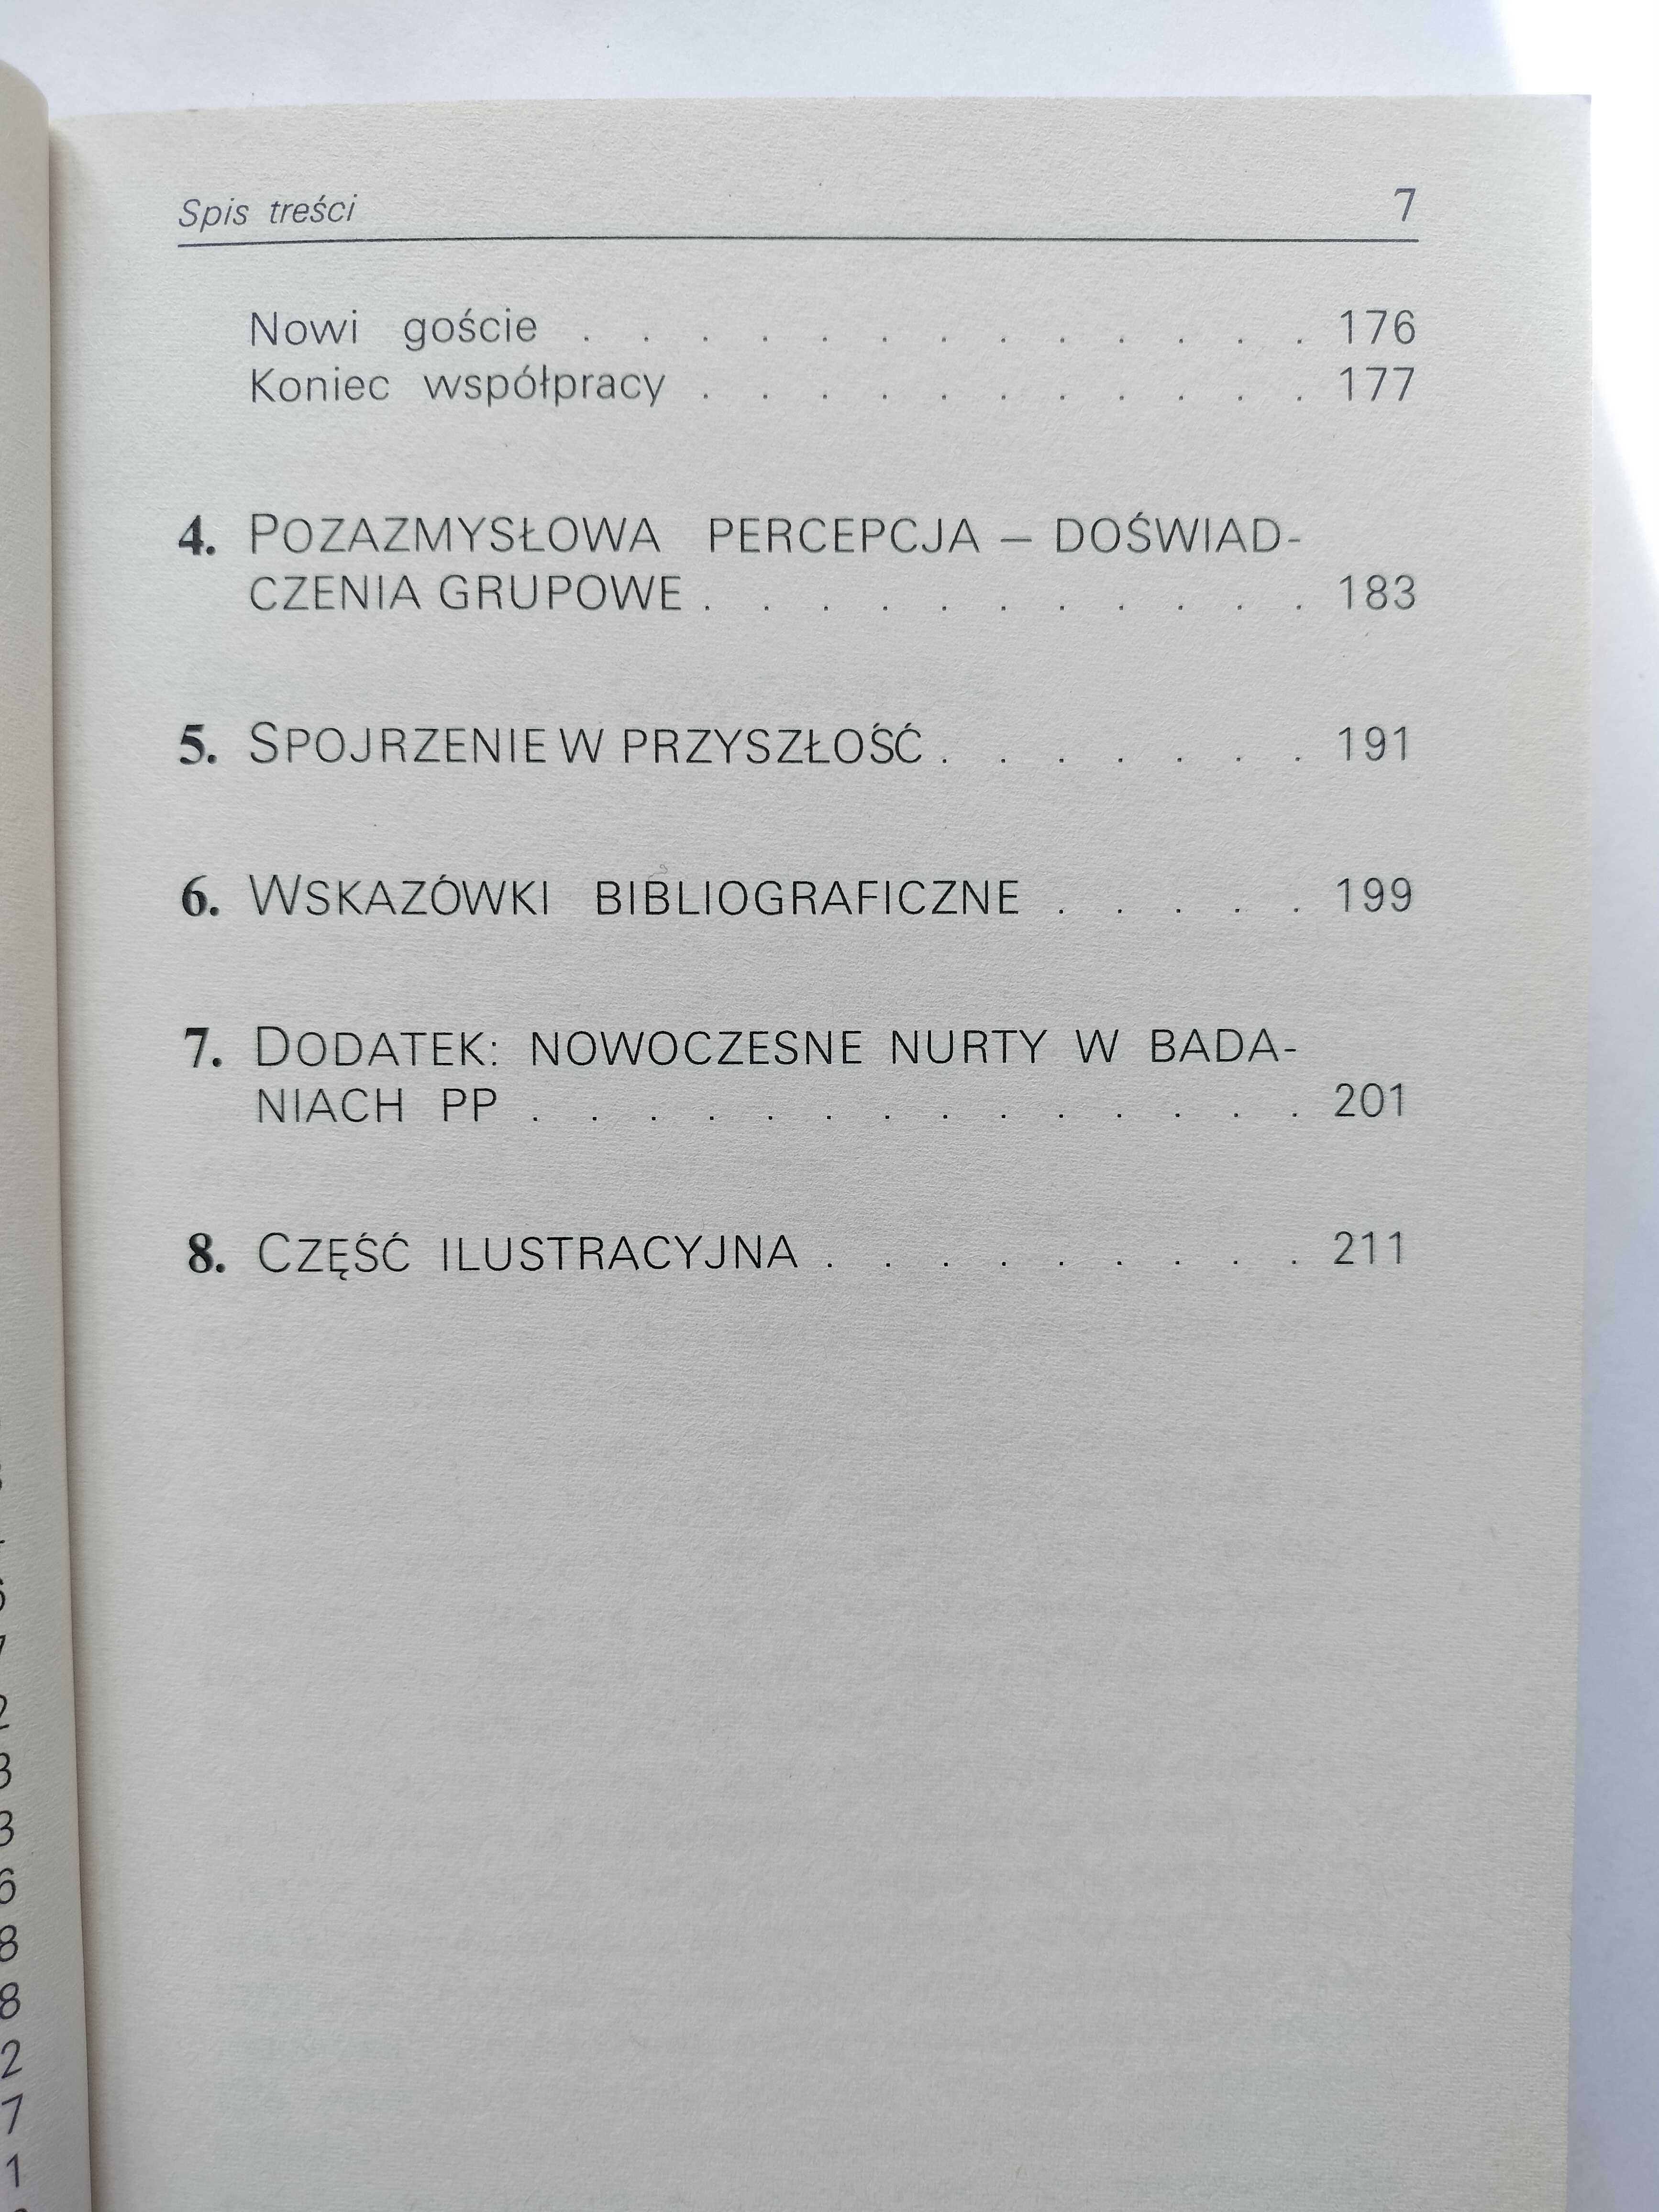 Spis treści 7
Nowi goście . . . . . . . . . . . . . 176
Koniec współpracy . . . . . . . . . . . 177
4. POZAZMYSŁOWA PERCEPCJA – DOŚWIAD-
CZENIA GRUPOWE . . . . . . . . . . . 183
5. SPOJRZENIE W PRZYSZŁOŚĆ . . . . . . . 191
6. WSKAZÓWKI BIBLIOGRAFICZNE . . . . . 199
7. DODATEK: NOWOCZESNE NURTY W BADA-
NIACH PP . . . . . . . . . . . . . . 201
8. CZĘŚĆ ILUSTRACYJNA . . . . . . . . . 211